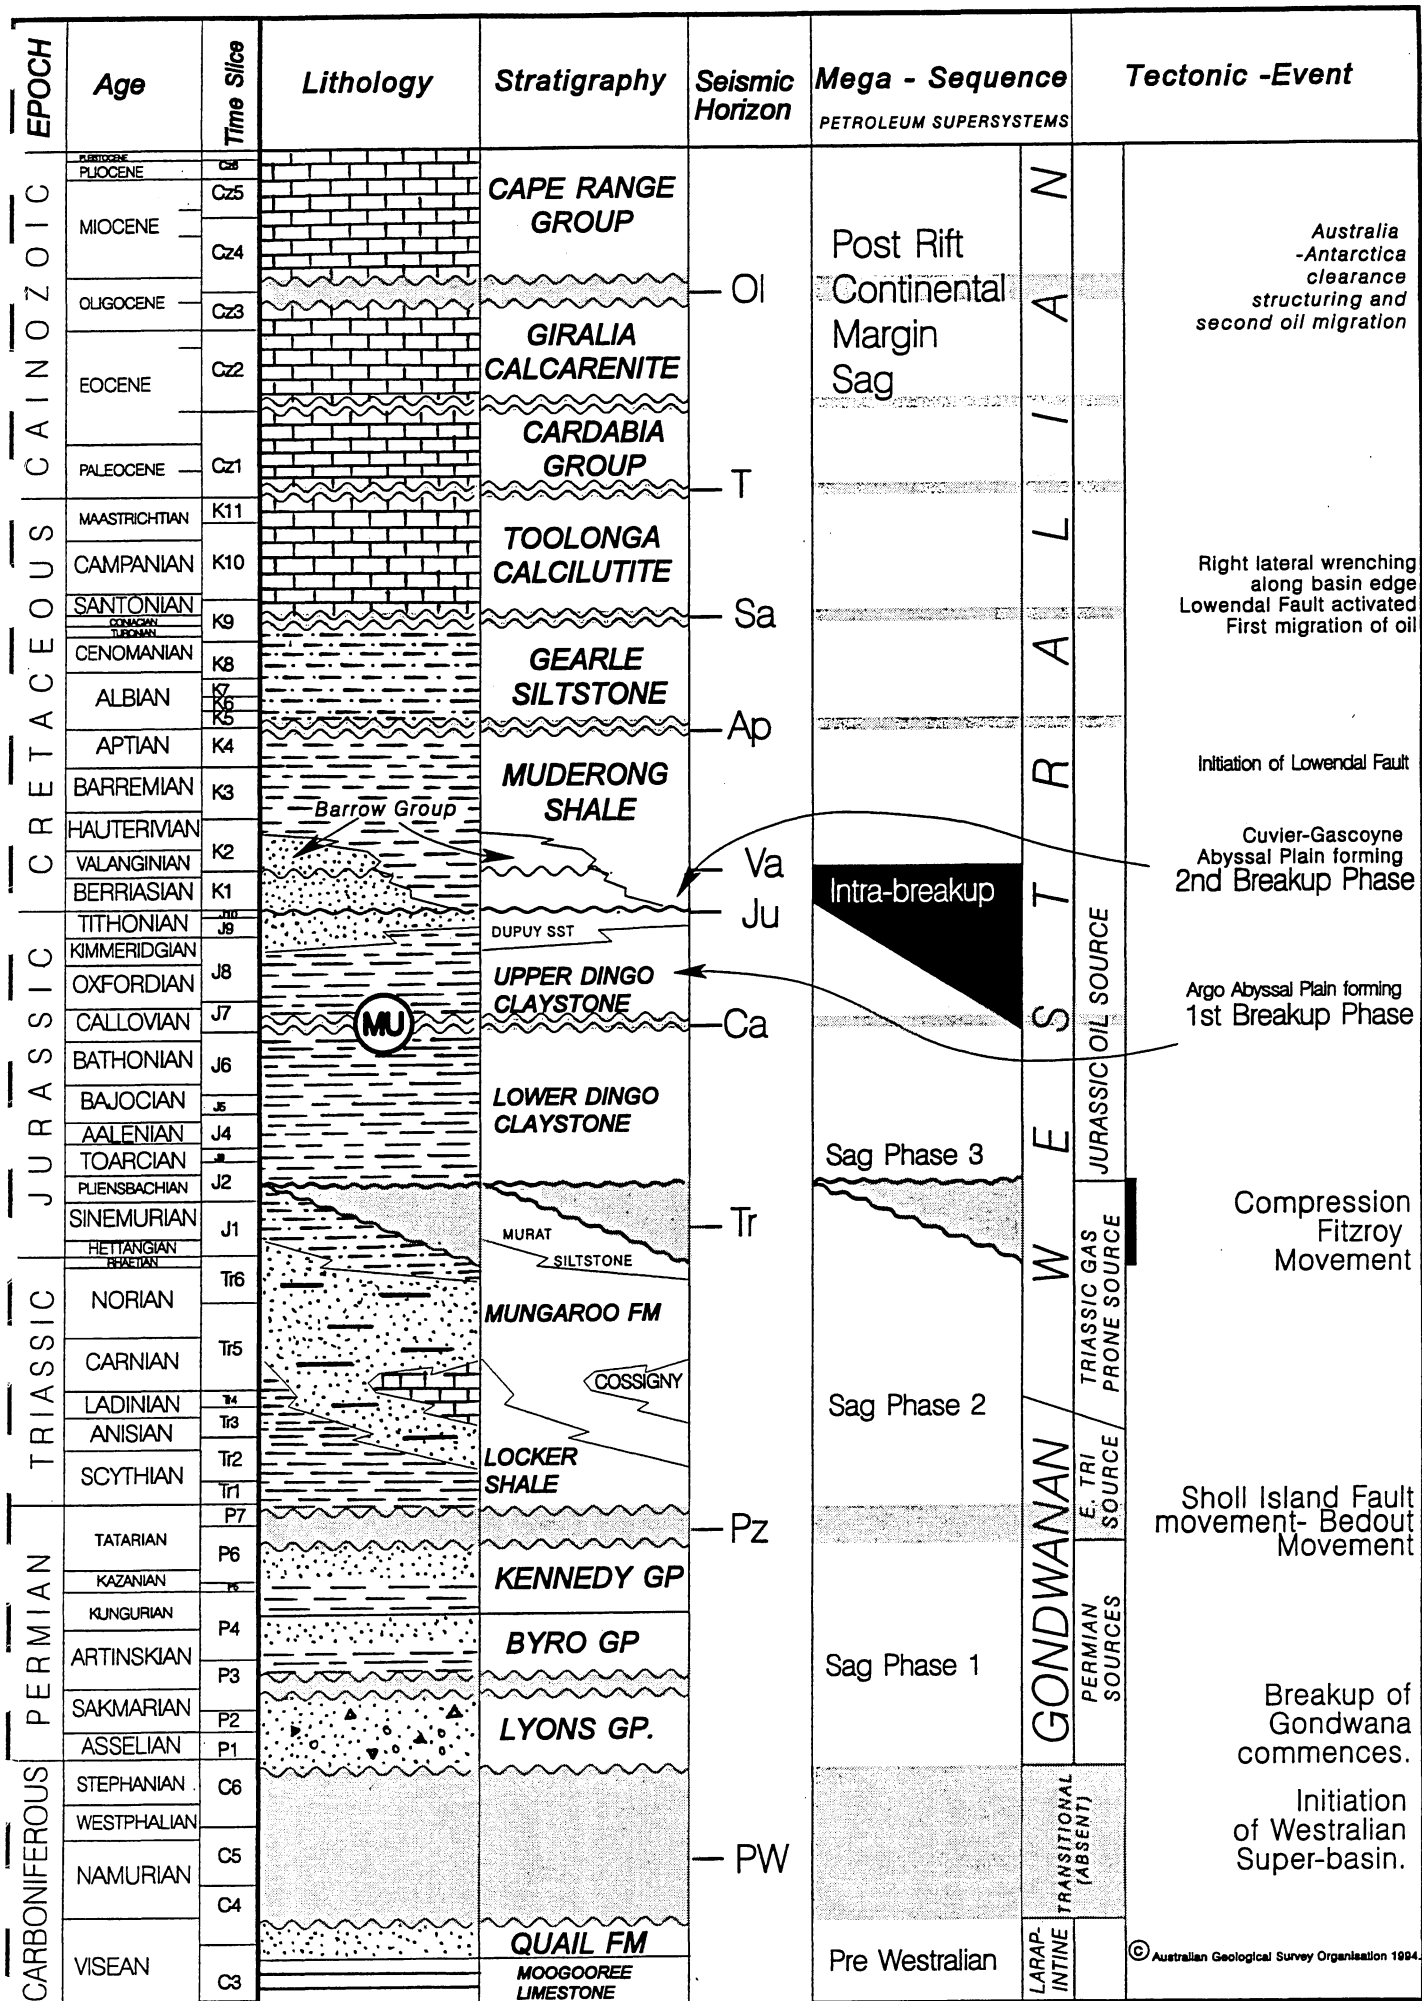 EPOCH
Age
Time Slice
Lithology
Stratigraphy
Seismic
Horizon
Mega - Sequence
PETROLEUM SUPERSYSTEMS
Tectonic -Event
CAINOZOIC
CRETACEOUS
JURASSIC
TRIASSIC
PERMIAN
CARBONIFEROUS
PLIOCENE
MIOCENE
OLIGOCENE
EOCENE
PALEOCENE
MAASTRICHTIAN
CAMPANIAN
SANTONIAN
CONIACIAN
TURONIAN
CENOMANIAN
ALBIAN
APTIAN
BARREMIAN
HAUTERIVIAN
VALANGINIAN
BERRIASIAN
TITHONIAN
KIMMERIDGIAN
OXFORDIAN
CALLOVIAN
BATHONIAN
BAJOCIAN
AALENIAN
TOARCIAN
PLIENSBACHIAN
SINEMURIAN
HETTANGIAN
RHAETIAN
NORIAN
CARNIAN
LADINIAN
ANISIAN
SCYTHIAN
TATARIAN
KAZANIAN
KUNGURIAN
ARTINSKIAN
SAKMARIAN
ASSELIAN
STEPHANIAN
WESTPHALIAN
NAMURIAN
VISEAN
Cz5
Cz4
Cz3
Cz2
Cz1
K11
K10
K9
K8
K7
K6
K5
K4
K3
K2
K1
J10
J9
J8
J7
J6
J5
J4
J2
J1
Tr6
Tr5
Tr4
Tr3
Tr2
Tr1
P7
P6
P5
P4
P3
P2
P1
C6
C5
C4
C3
Barrow Group
MU
CAPE RANGE
GROUP
GIRALIA
CALCARENITE
CARDABIA
GROUP
TOOLONGA
CALCILUTITE
GEARLE
SILTSTONE
MUDERONG
SHALE
DUPUY SST
UPPER DINGO
CLAYSTONE
LOWER DINGO
CLAYSTONE
MURAT
SILTSTONE
MUNGAROO FM
COSSIGNY
LOCKER
SHALE
KENNEDY GP
BYRO GP
LYONS GP.
QUAIL FM
MOOGOOREE
LIMESTONE
Ol
T
Sa
Ap
Va
Ju
Ca
Tr
Pz
PW
Post Rift
Continental
Margin
Sag
Intra-breakup
Sag Phase 3
Sag Phase 2
Sag Phase 1
Pre Westralian
WESTRALIAN
GONDWANAN
TRANSITIONAL
(ABSENT)
LARAP-
INTINE
JURASSIC OIL SOURCE
TRIASSIC GAS
PRONE SOURCE
E. TRI
SOURCE
PERMIAN
SOURCES
Australia
-Antarctica
clearance
structuring and
second oil migration
Right lateral wrenching
along basin edge
Lowendal Fault activated
First migration of oil
Initiation of Lowendal Fault
Cuvier-Gascoyne
Abyssal Plain forming
2nd Breakup Phase
Argo Abyssal Plain forming
1st Breakup Phase
Compression
Fitzroy
Movement
Sholl Island Fault
movement- Bedout
Movement
Breakup of
Gondwana
commences.
Initiation
of Westralian
Super-basin.
© Australian Geological Survey Organisation 1994.